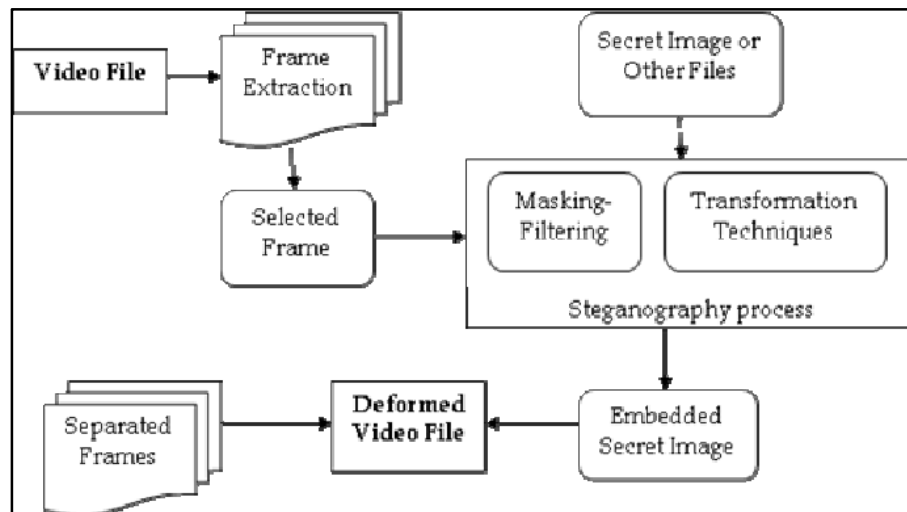 Video File
Frame
Extraction
Secret Image or
Other Files
Selected
Frame
Masking-
Filtering
Transformation
Techniques
Steganography process
Separated
Frames
Deformed
Video File
Embedded
Secret Image